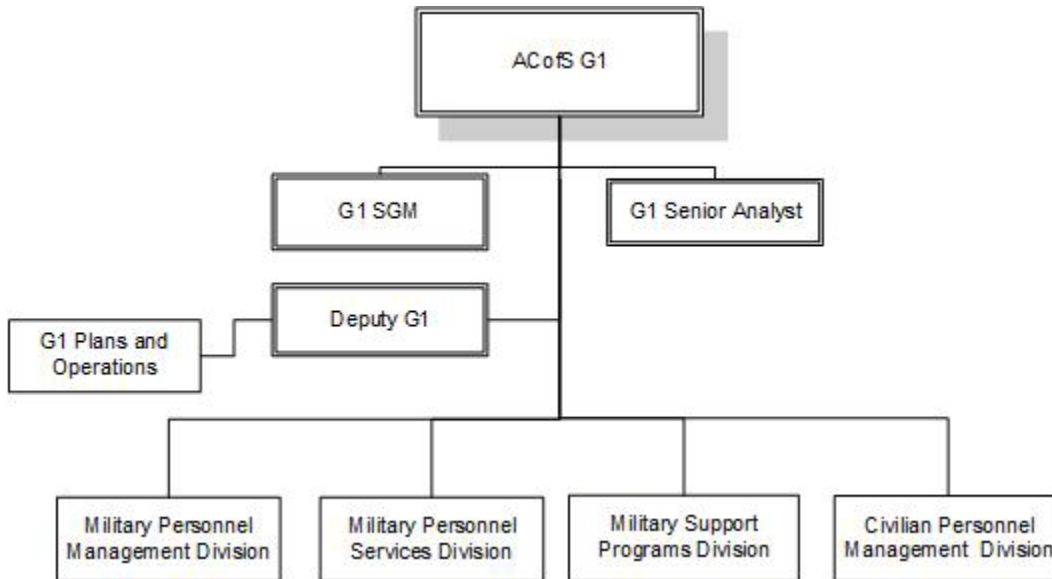 ACofS G1
G1 SGM
G1 Senior Analyst
Deputy G1
G1 Plans and
Operations
Military Personnel
Management Division
Military Personnel
Services Division
Military Support
Programs Division
Civilian Personnel
Management Division